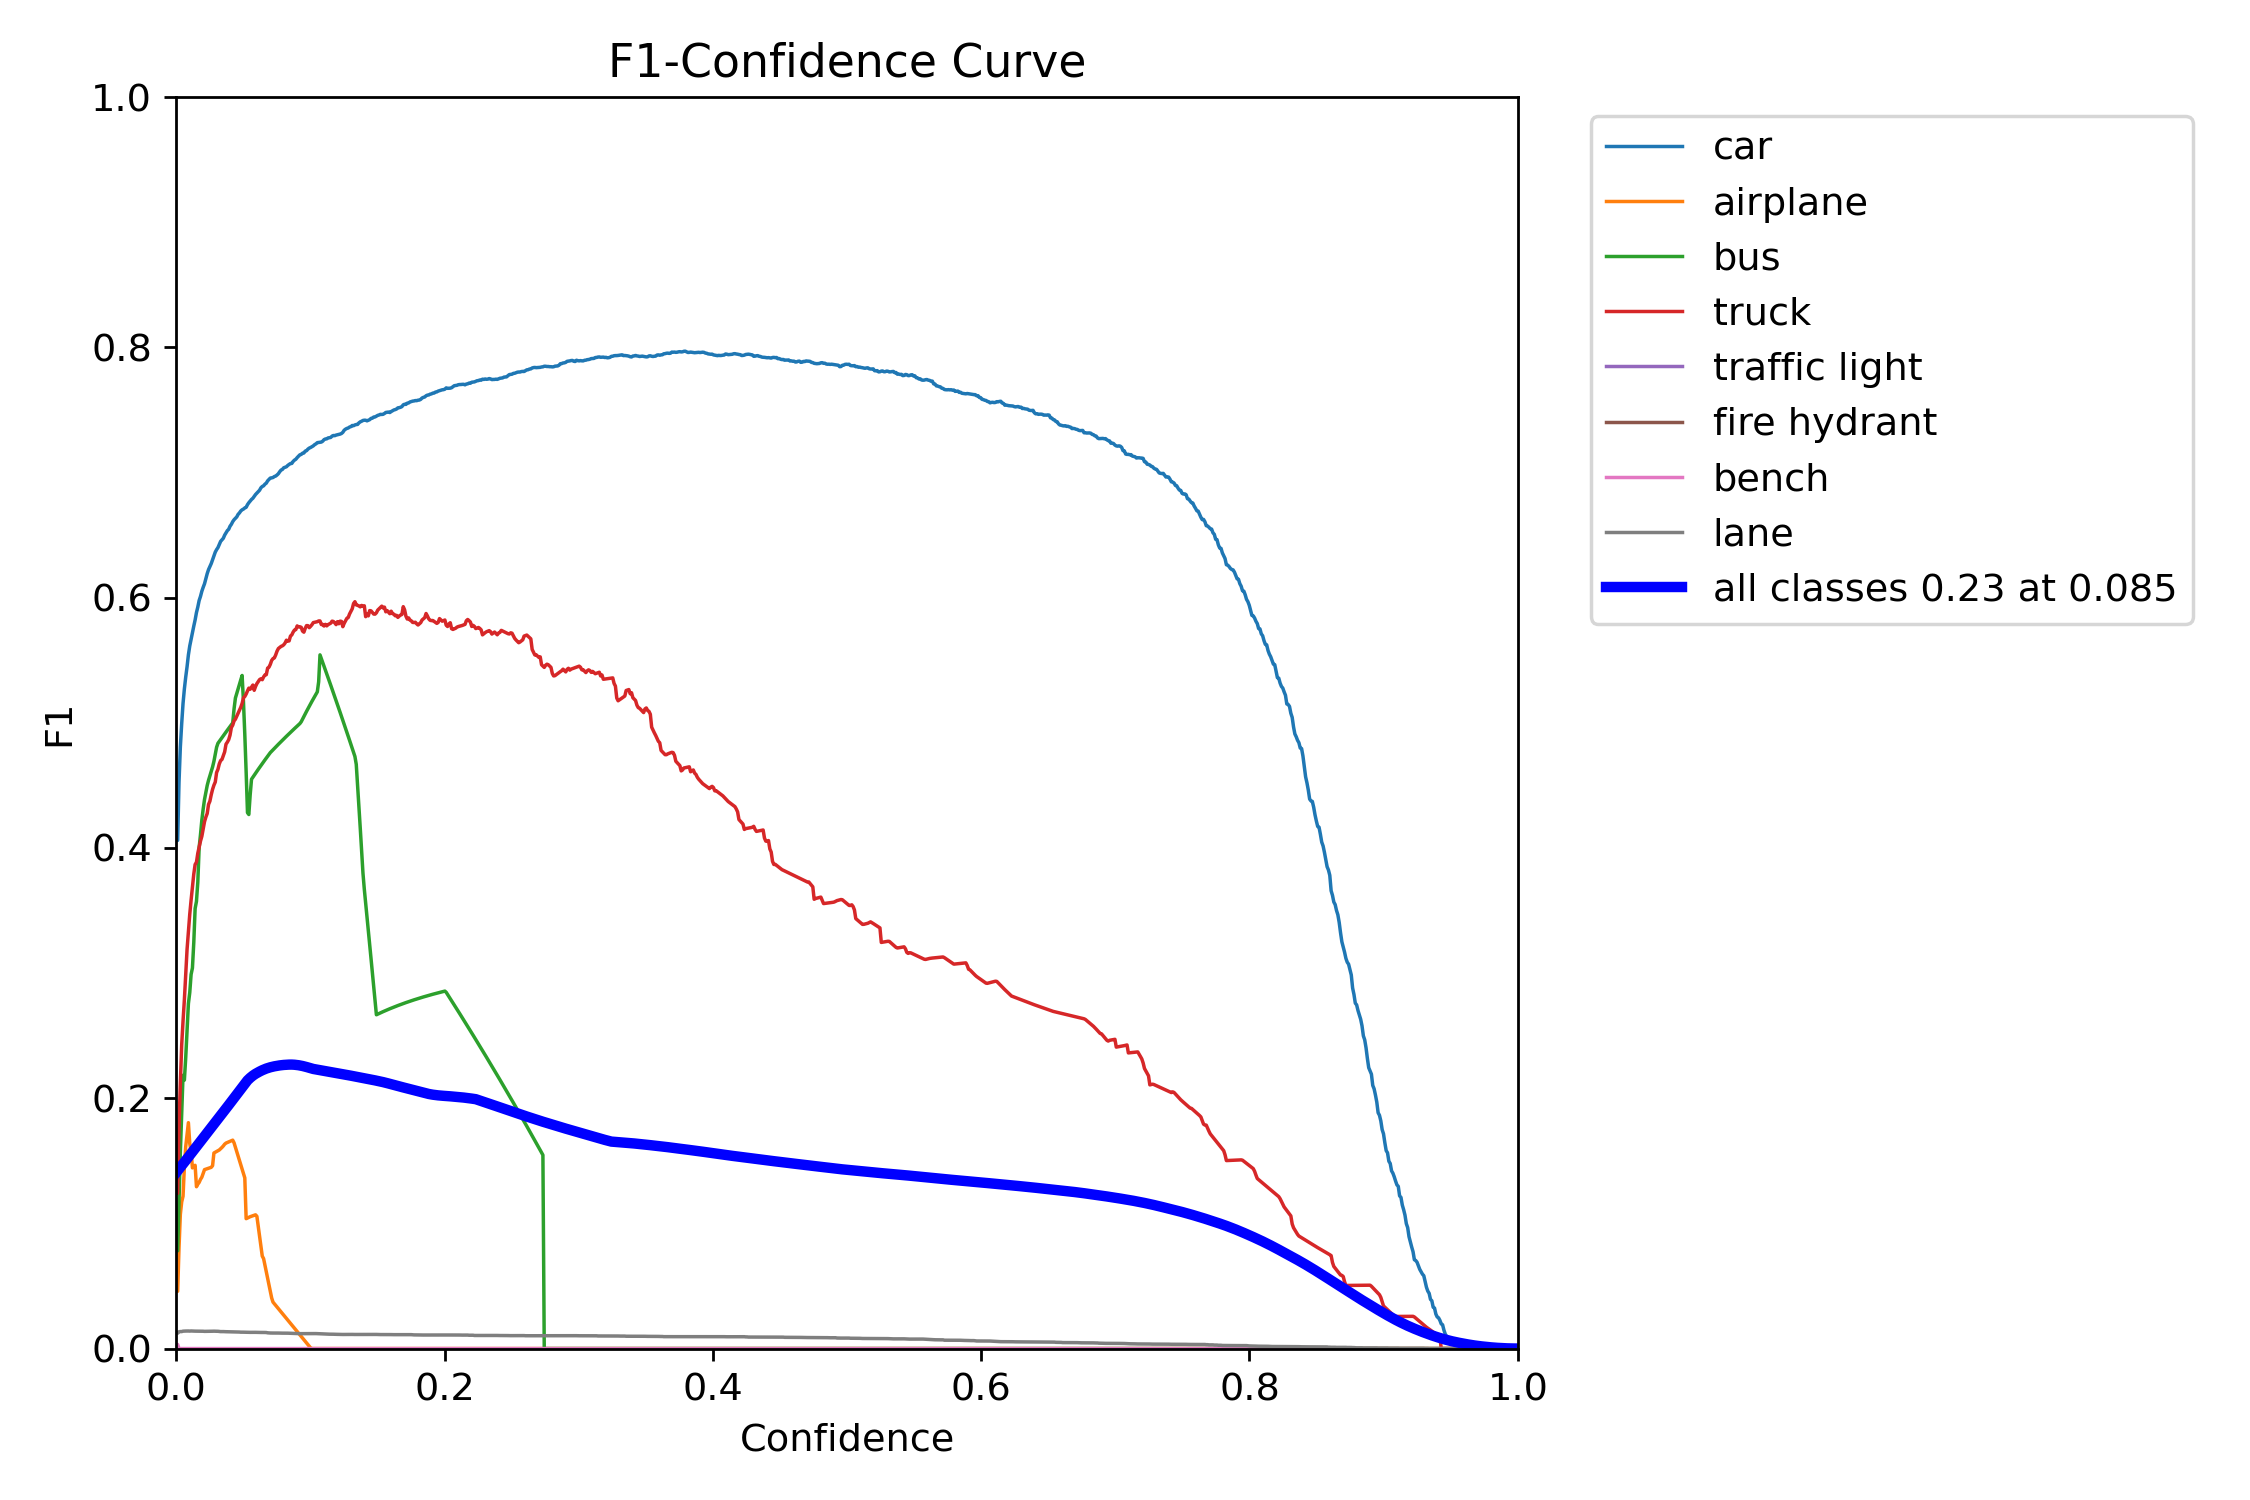 F1-Confidence Curve
1.0
0.8
0.6
0.4
0.2
0.0
F1
0.0 0.2 0.4 0.6 0.8 1.0
Confidence
car
airplane
bus
truck
traffic light
fire hydrant
bench
lane
all classes 0.23 at 0.085